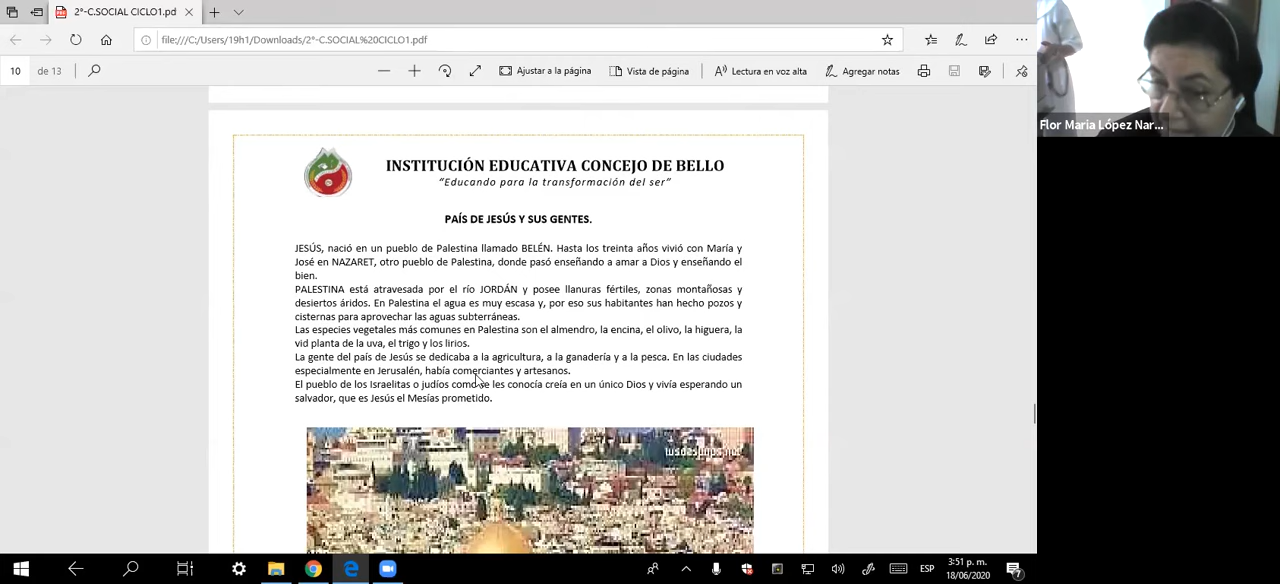 2°-C.SOCIAL CICLO1.pd
file:///C:/Users/19h1/Downloads/2°-C.SOCIAL%20CICLO1.pdf
10 de 13 Ajustar a la página Vista de página Lectura en voz alta Agregar notas
Flor Maria López Nar...
INSTITUCIÓN EDUCATIVA CONCEJO DE BELLO
“Educando para la transformación del ser”
PAÍS DE JESÚS Y SUS GENTES.
JESÚS, nació en un pueblo de Palestina llamado BELÉN. Hasta los treinta años vivió con María y
José en NAZARET, otro pueblo de Palestina, donde pasó enseñando a amar a Dios y enseñando el
bien.
PALESTINA está atravesada por el río JORDÁN y posee llanuras fértiles, zonas montañosas y
desiertos áridos. En Palestina el agua es muy escasa y, por eso sus habitantes han hecho pozos y
cisternas para aprovechar las aguas subterráneas.
Las especies vegetales más comunes en Palestina son el almendro, la encina, el olivo, la higuera, la
vid planta de la uva, el trigo y los lirios.
La gente del país de Jesús se dedicaba a la agricultura, a la ganadería y a la pesca. En las ciudades
especialmente en Jerusalén, había comerciantes y artesanos.
El pueblo de los Israelitas o judíos como se les conocía creía en un único Dios y vivía esperando un
salvador, que es Jesús el Mesías prometido.
ESP
3:51 p. m.
18/06/2020